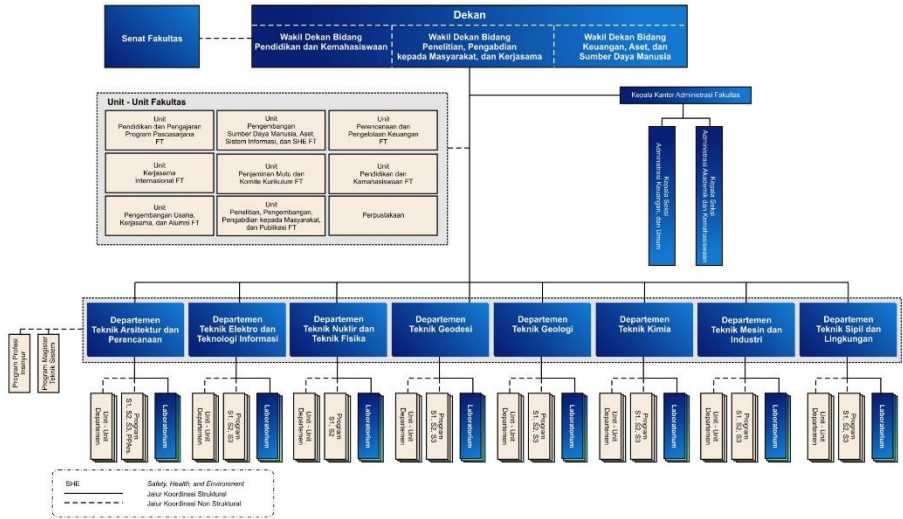 Senat Fakultas
Dekan
Wakil Dekan Bidang
Pendidikan dan Kemahasiswaan
Wakil Dekan Bidang
Penelitian, Pengabdian
kepada Masyarakat, dan Kerjasama
Wakil Dekan Bidang
Keuangan, Aset, dan
Sumber Daya Manusia
Kepala Kantor Administrasi Fakultas
Kepala Seksi
Administrasi Keuangan, dan Umum
Kepala Seksi
Administrasi Akademik dan Kemahasiswaan
Unit - Unit Fakultas
Unit
Pendidikan dan Pengajaran
Program Pascasarjana
FT
Unit
Pengembangan
Sumber Daya Manusia, Aset,
Sistem Informasi, dan SHE FT
Unit
Perencanaan dan
Pengelolaan Keuangan
FT
Unit
Kerjasama
Internasional FT
Unit
Penjaminan Mutu dan
Komite Kurikulum FT
Unit
Pendidikan dan
Kemahasiswaan FT
Unit
Pengembangan Usaha,
Kerjasama, dan Alumni FT
Unit
Penelitian, Pengembangan,
Pengabdian kepada Masyarakat,
dan Publikasi FT
Perpustakaan
Departemen
Teknik Arsitektur dan
Perencanaan
Departemen
Teknik Elektro dan
Teknologi Informasi
Departemen
Teknik Nuklir dan
Teknik Fisika
Departemen
Teknik Geodesi
Departemen
Teknik Geologi
Departemen
Teknik Kimia
Departemen
Teknik Mesin dan
Industri
Departemen
Teknik Sipil dan
Lingkungan
Program Profesi
Insinyur
Program Magister
Teknik Sistem
Unit - Unit
Departemen
Program
S1, S2, S3, PPArs.
Laboratorium
Unit - Unit
Departemen
Program
S1, S2, S3
Laboratorium
Unit - Unit
Departemen
Program
S1, S2
Laboratorium
Unit - Unit
Departemen
Program
S1, S2, S3
Laboratorium
Unit - Unit
Departemen
Program
S1, S2, S3
Laboratorium
Unit - Unit
Departemen
Program
S1, S2, S3
Laboratorium
Unit - Unit
Departemen
Program
S1, S2, S3
Laboratorium
Unit - Unit
Departemen
Program
S1, S2, S3
Laboratorium
SHE Safety, Health, and Environment
Jalur Koordinasi Struktural
Jalur Koordinasi Non Struktural